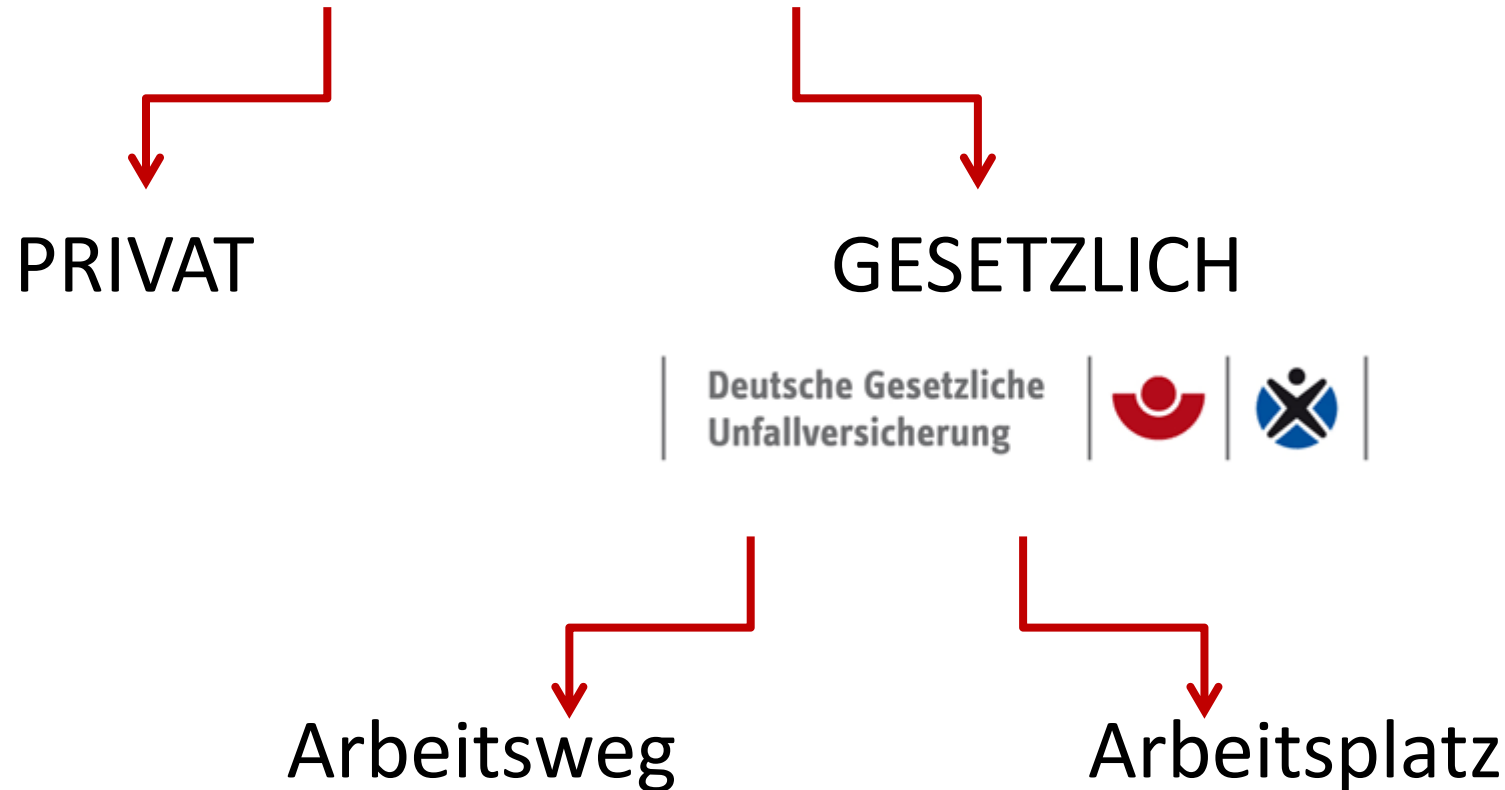 PRIVAT
GESETZLICH
Deutsche Gesetzliche
Unfallversicherung
Arbeitsweg
Arbeitsplatz